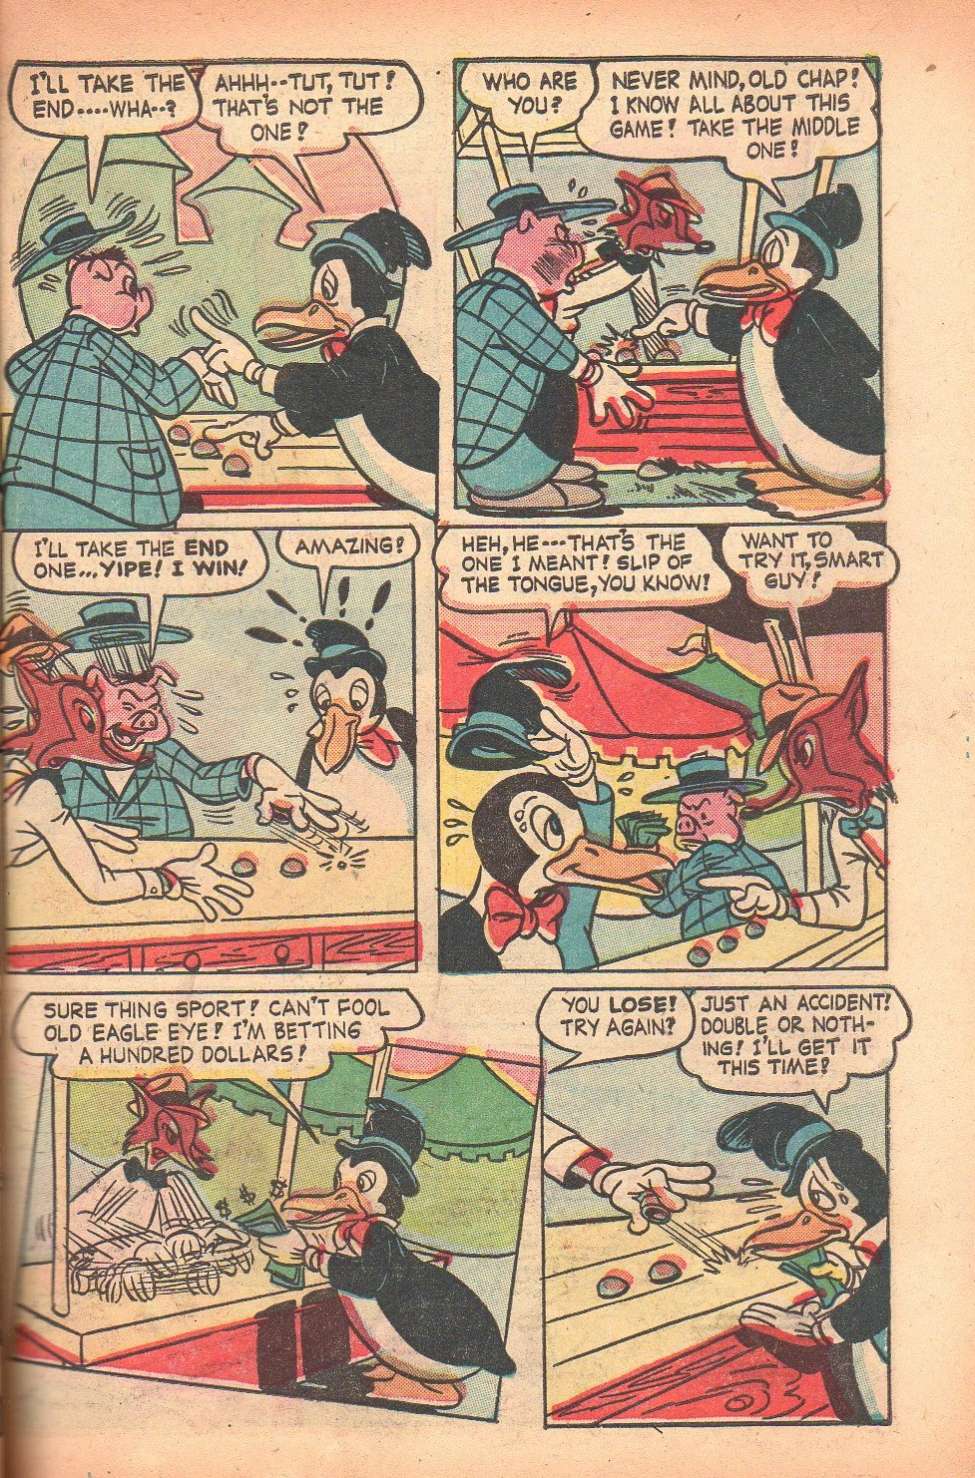 I'LL TAKE THE
END----WHA--?
AHHH--TUT, TUT!
THAT'S NOT THE
ONE!
WHO ARE
YOU?
NEVER MIND, OLD CHAP!
I KNOW ALL ABOUT THIS
GAME! TAKE THE MIDDLE
ONE!
I'LL TAKE THE END
ONE...YIPE! I WIN!
AMAZING!
HEH, HE---THAT'S THE
ONE I MEANT! SLIP OF
THE TONGUE, YOU KNOW!
WANT TO
TRY IT, SMART
GUY?
SURE THING SPORT! CAN'T FOOL
OLD EAGLE EYE! I'M BETTING
A HUNDRED DOLLARS!
$ $ $
YOU LOSE!
TRY AGAIN?
JUST AN ACCIDENT!
DOUBLE OR NOTH-
ING! I'LL GET IT
THIS TIME!